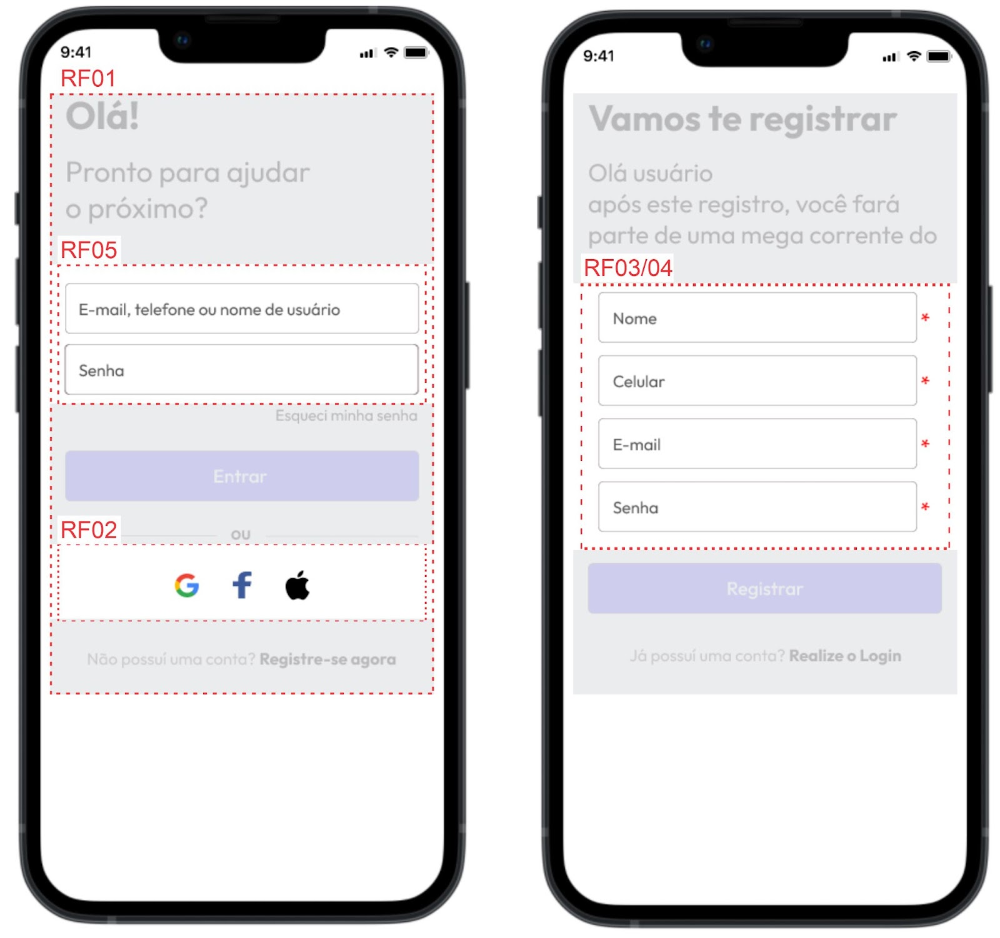 9:41
RF01
Olá!
Pronto para ajudar
o próximo?
RF05
E-mail, telefone ou nome de usuário
Senha
Esqueci minha senha
Entrar
RF02
ou
Não possuí uma conta? Registre-se agora
9:41
Vamos te registrar
Olá usuário
após este registro, você fará
parte de uma mega corrente do
RF03/04
Nome *
Celular *
E-mail *
Senha *
Registrar
Já possuí uma conta? Realize o Login